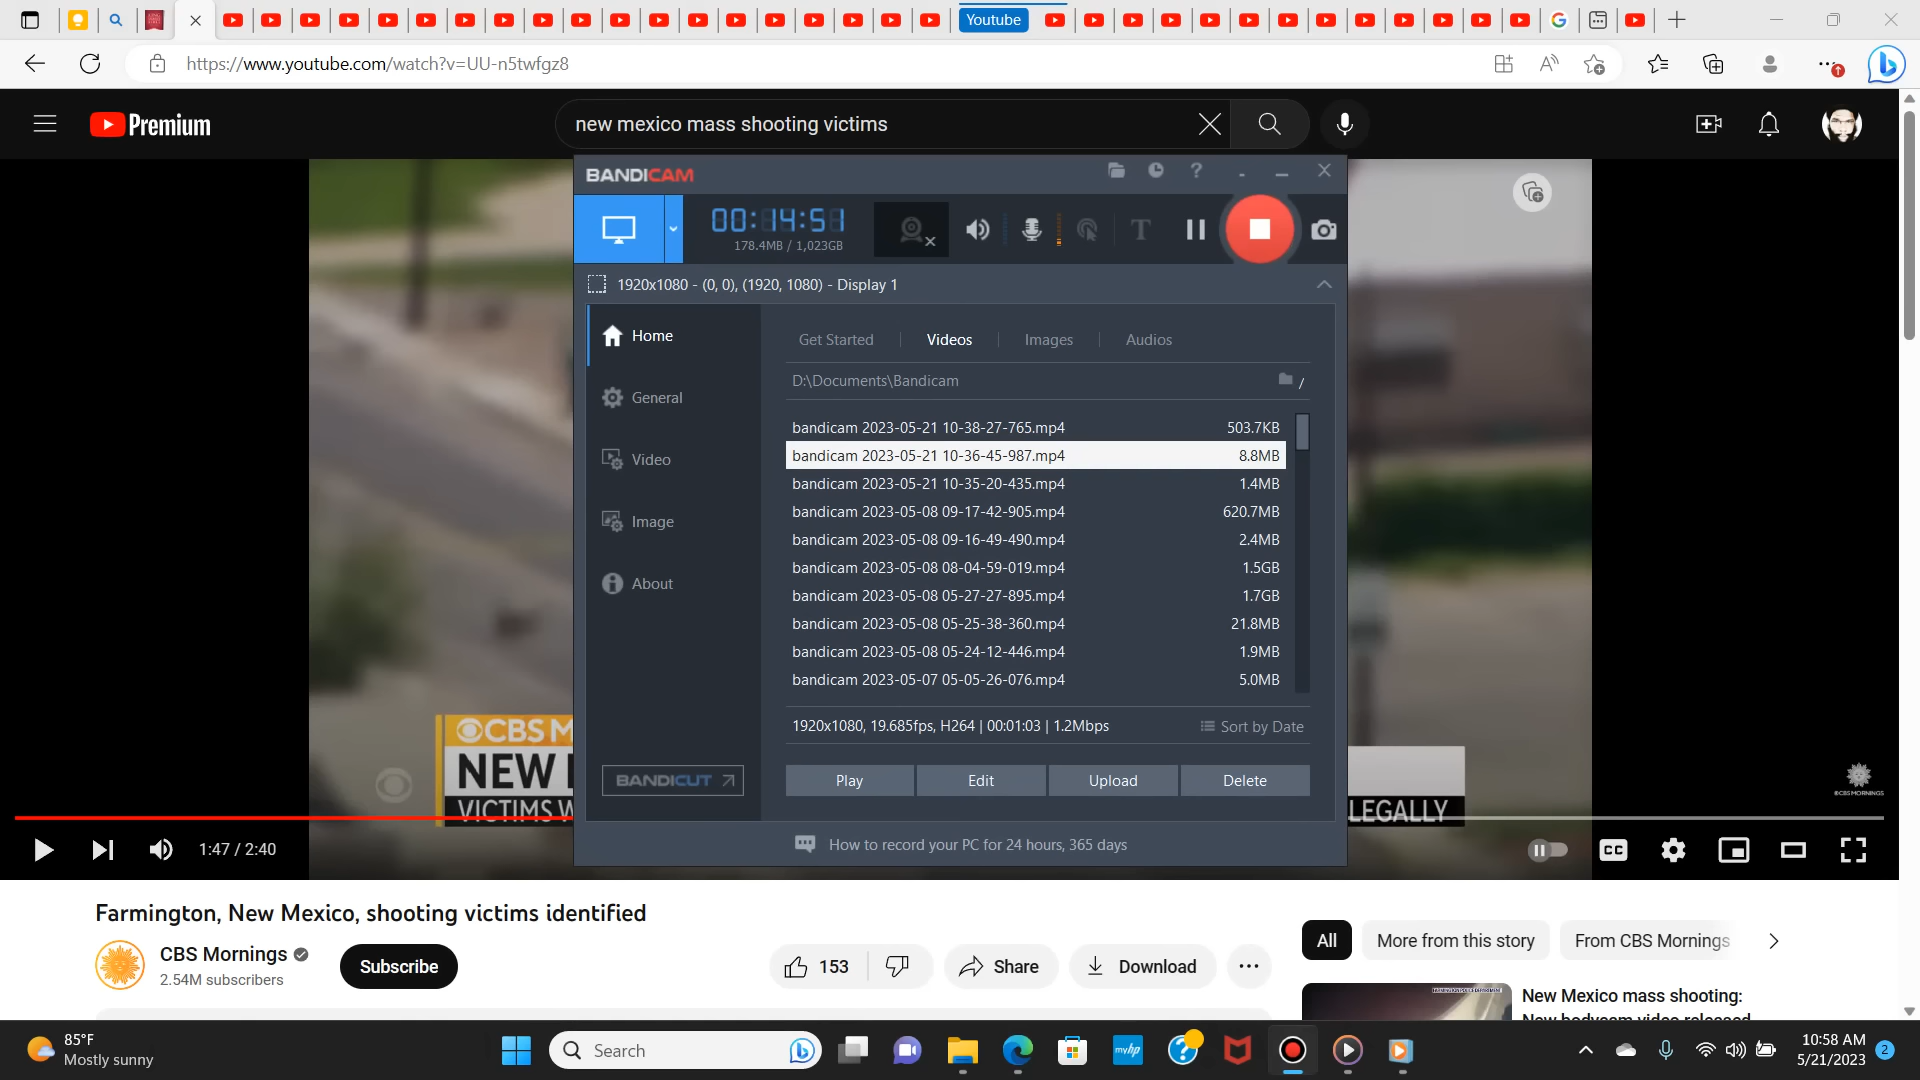 Youtube
https://www.youtube.com/watch?v=UU-n5twfgz8
Premium
new mexico mass shooting victims
BANDICAM
00:14:51
178.4MB / 1,023GB
1920x1080 - (0, 0), (1920, 1080) - Display 1
Home
General
Video
Image
About
BANDICUT
Get Started
Videos
Images
Audios
D:\Documents\Bandicam
/
bandicam 2023-05-21 10-38-27-765.mp4 503.7KB
bandicam 2023-05-21 10-36-45-987.mp4 8.8MB
bandicam 2023-05-21 10-35-20-435.mp4 1.4MB
bandicam 2023-05-08 09-17-42-905.mp4 620.7MB
bandicam 2023-05-08 09-16-49-490.mp4 2.4MB
bandicam 2023-05-08 08-04-59-019.mp4 1.5GB
bandicam 2023-05-08 05-27-27-895.mp4 1.7GB
bandicam 2023-05-08 05-25-38-360.mp4 21.8MB
bandicam 2023-05-08 05-24-12-446.mp4 1.9MB
bandicam 2023-05-07 05-05-26-076.mp4 5.0MB
1920x1080, 19.685fps, H264 | 00:01:03 | 1.2Mbps
Sort by Date
Play
Edit
Upload
Delete
How to record your PC for 24 hours, 365 days
CBS M
NEW
VICTIMS W
LEGALLY
CBS MORNINGS
1:47 / 2:40
CC
Farmington, New Mexico, shooting victims identified
CBS Mornings
2.54M subscribers
Subscribe
153
Share
Download
All
More from this story
From CBS Mornings
New Mexico mass shooting:
New bodycam video released
85°F
Mostly sunny
Search
myhp
10:58 AM
5/21/2023
2